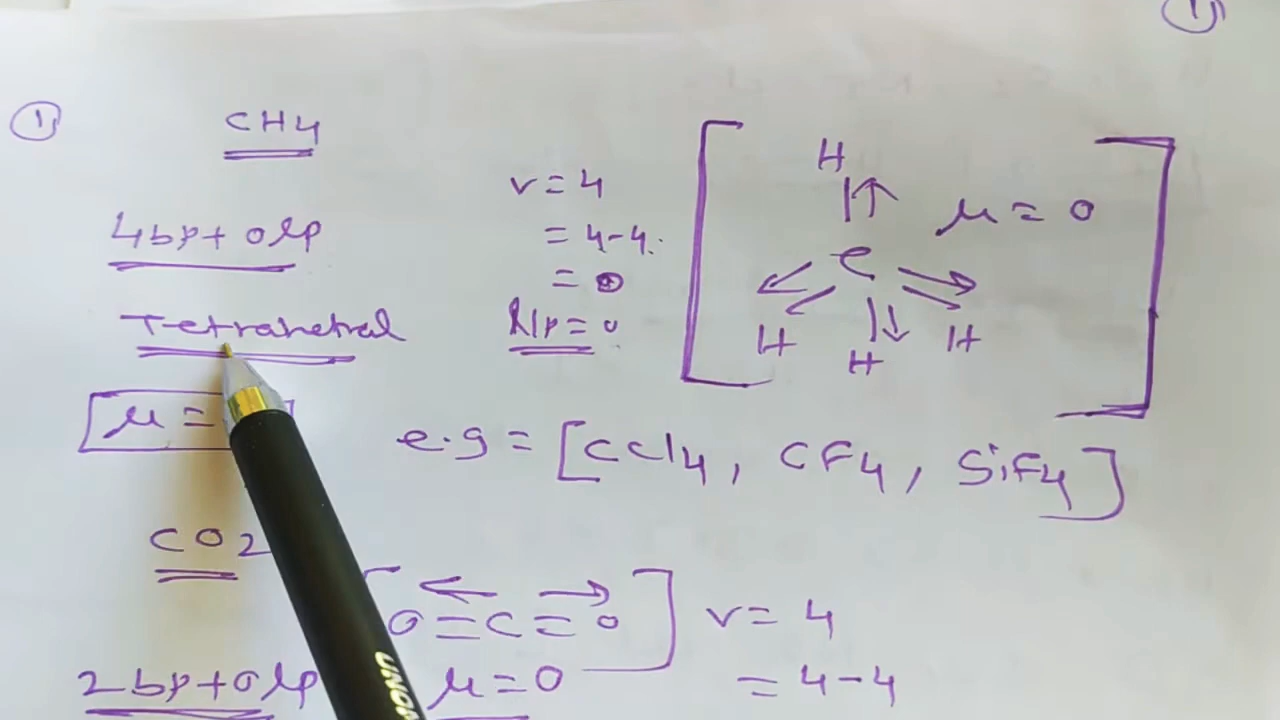 ①
①
CH4
4bp+0lp
Tetrahetral
μ =
v = 4
= 4-4
= 0
lp = 0
H
μ = 0
C
H
H
H
e.g = [CCl4, CF4, SiF4]
CO2
O=C=O
v = 4
2bp+0lp
μ=0
= 4-4